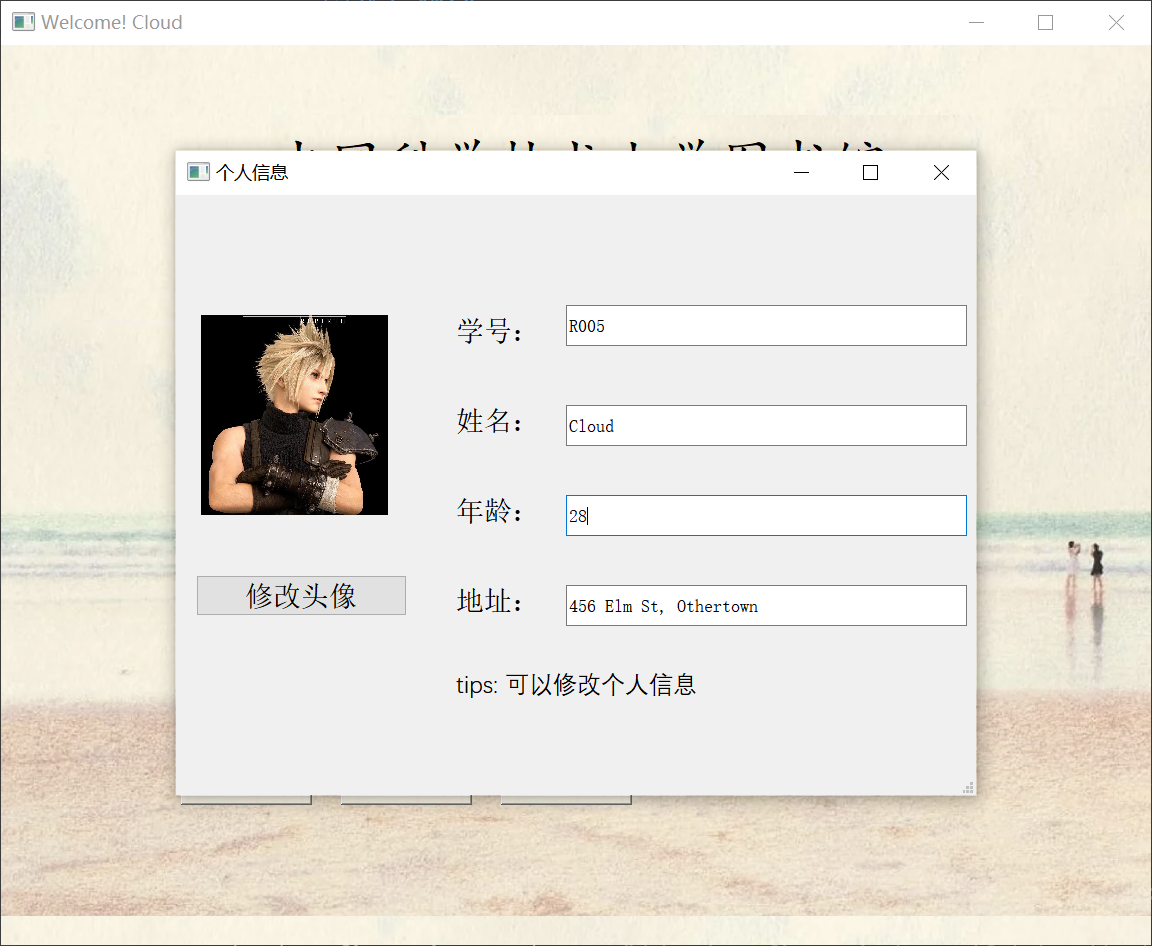 Welcome! Cloud
个人信息
学号： R005
姓名： Cloud
年龄： 28
修改头像
地址： 456 Elm St, Othertown
tips: 可以修改个人信息